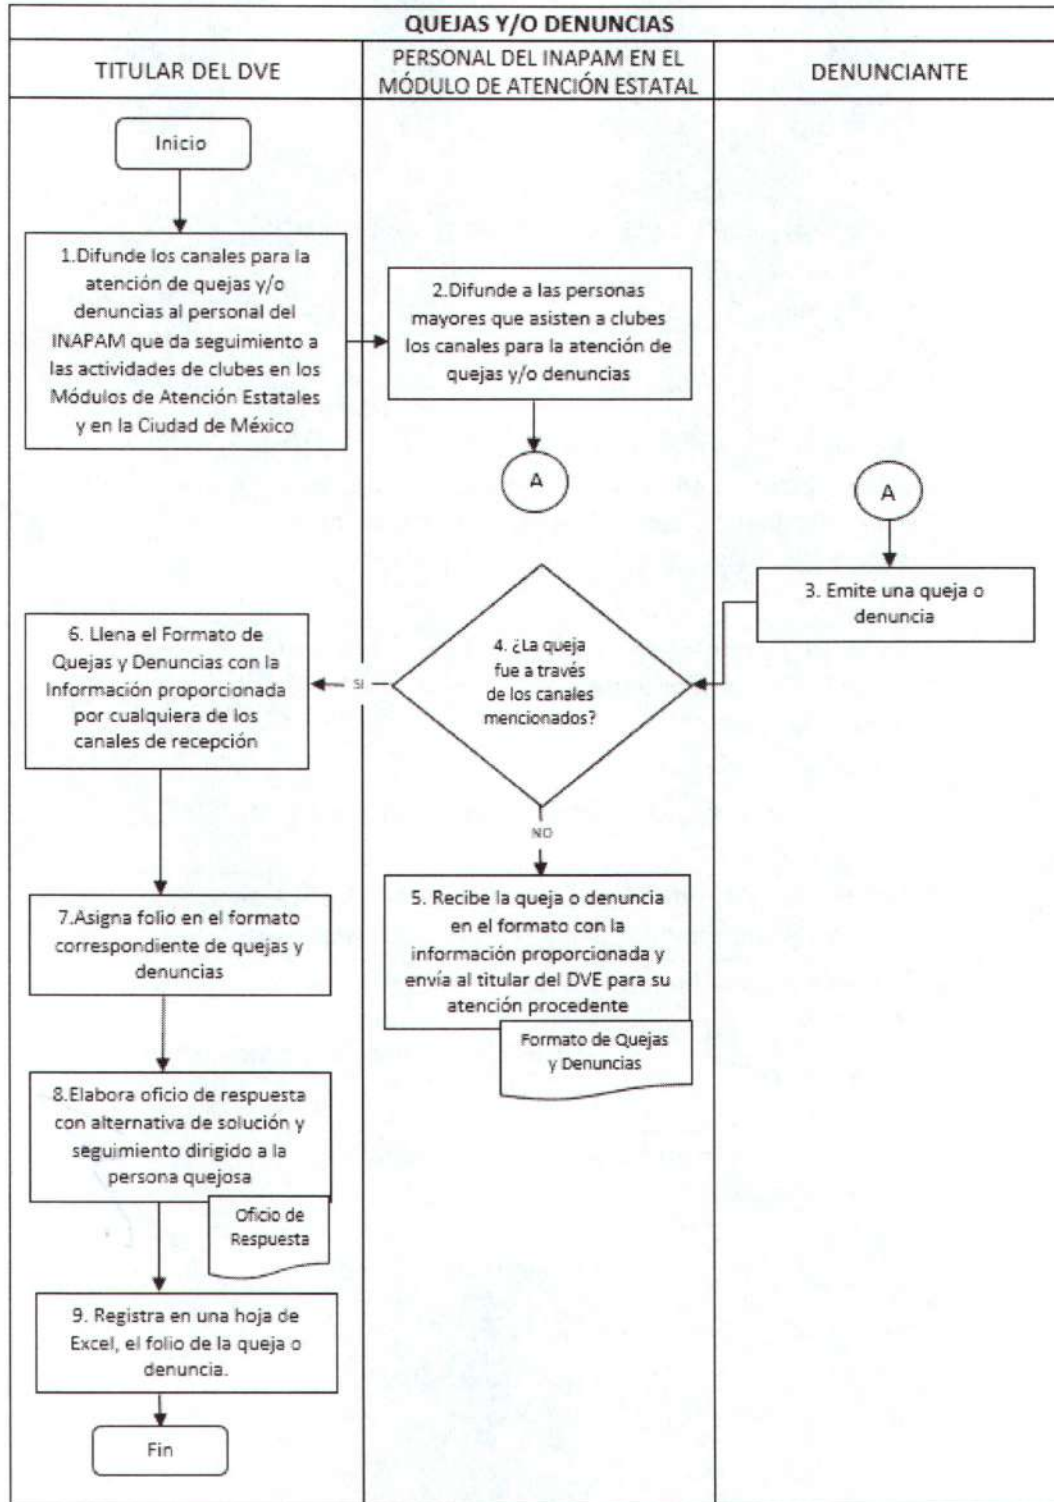 QUEJAS Y/O DENUNCIAS
TITULAR DEL DVE
PERSONAL DEL INAPAM EN EL
MÓDULO DE ATENCIÓN ESTATAL
DENUNCIANTE
Inicio
1.Difunde los canales para la
atención de quejas y/o
denuncias al personal del
INAPAM que da seguimiento a
las actividades de clubes en los
Módulos de Atención Estatales
y en la Ciudad de México
2.Difunde a las personas
mayores que asisten a clubes
los canales para la atención de
quejas y/o denuncias
A
A
3. Emite una queja o
denuncia
4. ¿La queja
fue a través
de los canales
mencionados?
SI
NO
5. Recibe la queja o denuncia
en el formato con la
información proporcionada y
envía al titular del DVE para su
atención procedente
Formato de Quejas
y Denuncias
6. Llena el Formato de
Quejas y Denuncias con la
Información proporcionada
por cualquiera de los
canales de recepción
7.Asigna folio en el formato
correspondiente de quejas y
denuncias
8.Elabora oficio de respuesta
con alternativa de solución y
seguimiento dirigido a la
persona quejosa
Oficio de
Respuesta
9. Registra en una hoja de
Excel, el folio de la queja o
denuncia.
Fin